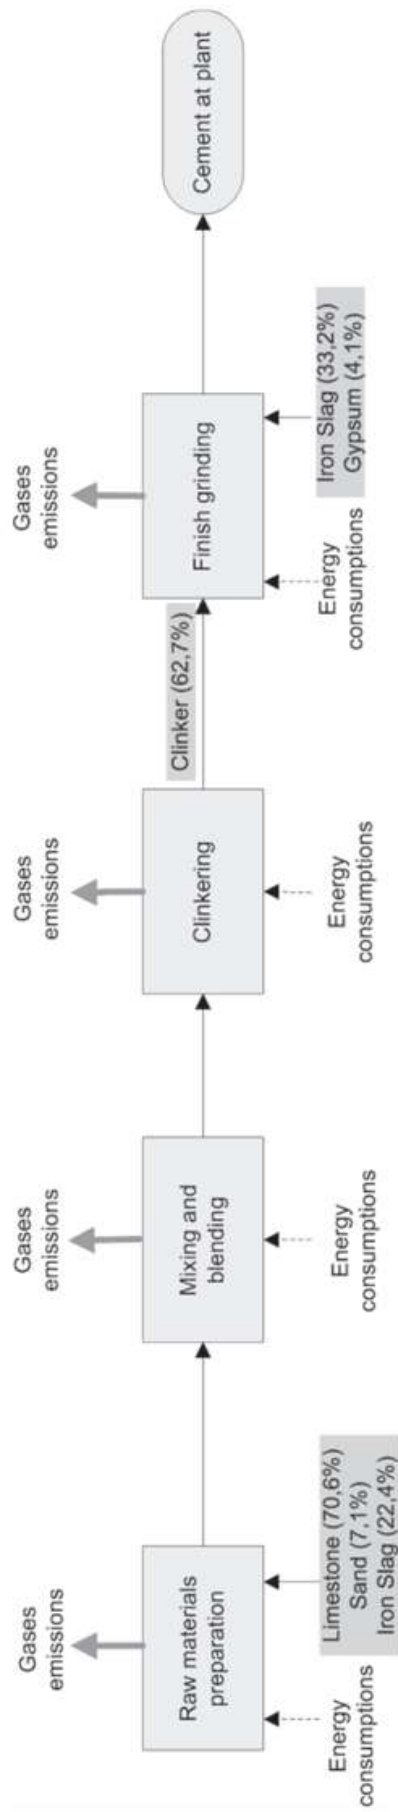 Gases
emissions
Raw materials
preparation
Energy
consumptions
Limestone (70,6%)
Sand (7,1%)
Iron Slag (22,4%)
Gases
emissions
Mixing and
blending
Energy
consumptions
Gases
emissions
Clinkering
Energy
consumptions
Clinker (62,7%)
Gases
emissions
Finish grinding
Energy
consumptions
Iron Slag (33,2%)
Gypsum (4,1%)
Cement at plant